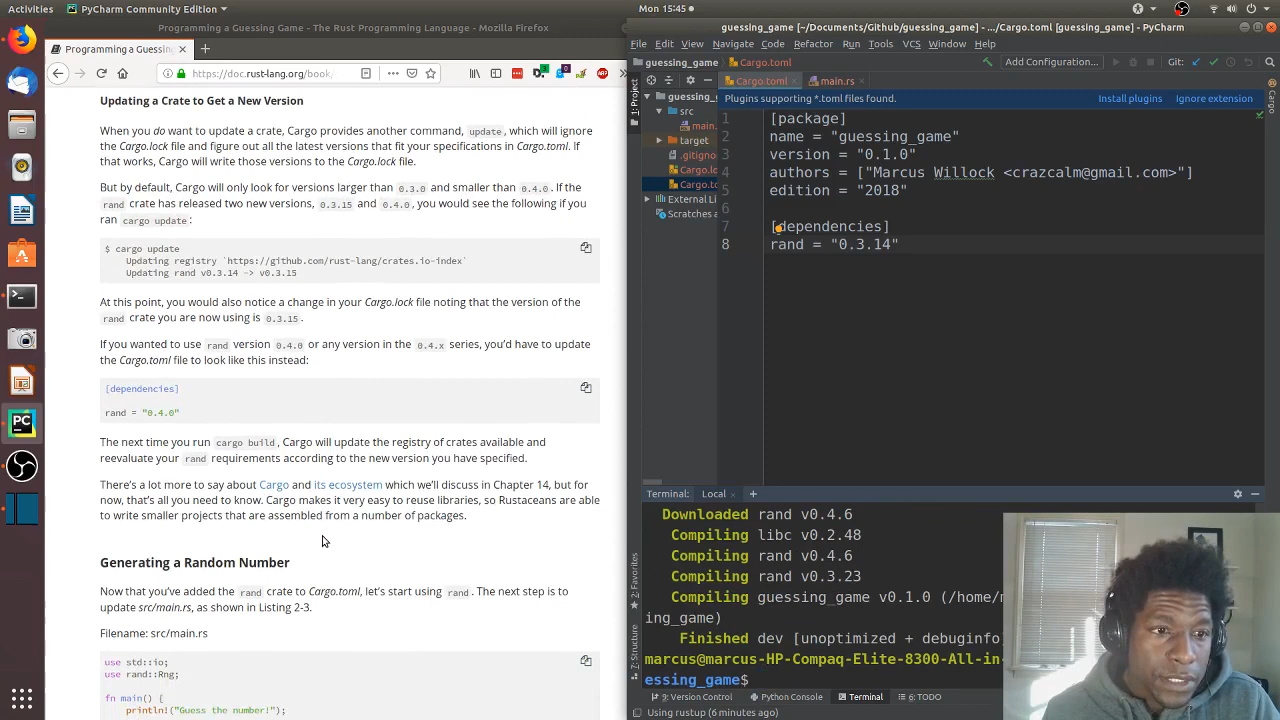 Activities
PyCharm Community Edition
Mon 15:45
Programming a Guessing Game - The Rust Programming Language - Mozilla Firefox
Programming a Guessin
https://doc.rust-lang.org/book/
Updating a Crate to Get a New Version
When you do want to update a crate, Cargo provides another command, update, which will ignore
the Cargo.lock file and figure out all the latest versions that fit your specifications in Cargo.toml. If
that works, Cargo will write those versions to the Cargo.lock file.
But by default, Cargo will only look for versions larger than 0.3.0 and smaller than 0.4.0. If the
rand crate has released two new versions, 0.3.15 and 0.4.0, you would see the following if you
ran cargo update:
$ cargo update
Updating registry `https://github.com/rust-lang/crates.io-index`
Updating rand v0.3.14 -> v0.3.15
At this point, you would also notice a change in your Cargo.lock file noting that the version of the
rand crate you are now using is 0.3.15.
If you wanted to use rand version 0.4.0 or any version in the 0.4.x series, you'd have to update
the Cargo.toml file to look like this instead:
[dependencies]
rand = "0.4.0"
The next time you run cargo build, Cargo will update the registry of crates available and
reevaluate your rand requirements according to the new version you have specified.
There's a lot more to say about Cargo and its ecosystem which we'll discuss in Chapter 14, but for
now, that's all you need to know. Cargo makes it very easy to reuse libraries, so Rustaceans are able
to write smaller projects that are assembled from a number of packages.
Generating a Random Number
Now that you've added the rand crate to Cargo.toml, let's start using rand. The next step is to
update src/main.rs, as shown in Listing 2-3.
Filename: src/main.rs
use std::io;
use rand::Rng;
fn main() {
println!("Guess the number!");
guessing_game [~/Documents/Github/guessing_game] - .../Cargo.toml [guessing_game] - PyCharm
File Edit View Navigate Code Refactor Run Tools VCS Window Help
guessing_game Cargo.toml Add Configuration... Git:
1: Project
Cargo.toml main.rs
Cargo
Plugins supporting *.toml files found. Install plugins Ignore extension
guessing_g
src
main.
target
.gitignor
Cargo.lo
Cargo.to
External Li
Scratches a
1 [package]
2 name = "guessing_game"
3 version = "0.1.0"
4 authors = ["Marcus Willock <crazcalm@gmail.com>"]
5 edition = "2018"
6
7 [dependencies]
8 rand = "0.3.14"
Terminal: Local
Downloaded rand v0.4.6
Compiling libc v0.2.48
Compiling rand v0.4.6
Compiling rand v0.3.23
Compiling guessing_game v0.1.0 (/home/m
ing_game)
Finished dev [unoptimized + debuginfo
marcus@marcus-HP-Compaq-Elite-8300-All-in-
essing_game$
2: Favorites
7: Structure
9: Version Control Python Console Terminal 6: TODO
Using rustup (6 minutes ago)